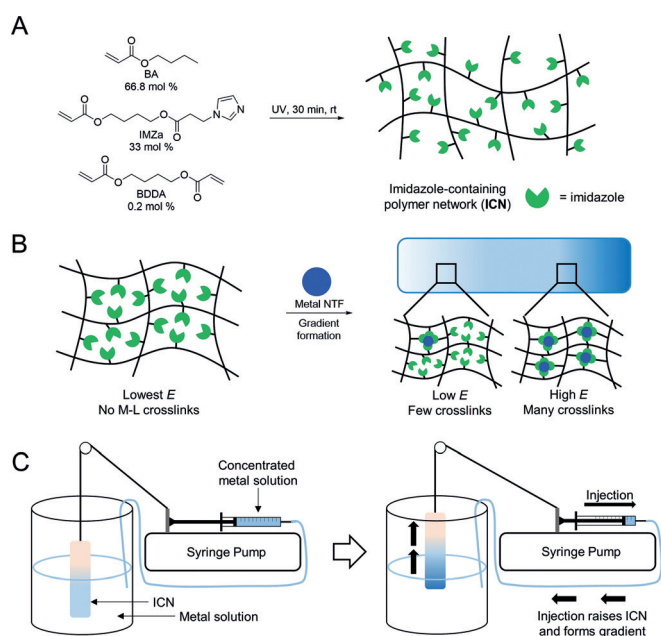 A
O
O
BA
66.8 mol %
O
O
O
O
N
N
IMZa
33 mol %
O
O
O
O
BDDA
0.2 mol %
UV, 30 min, rt
Imidazole-containing
polymer network (ICN)
= imidazole
B
Lowest E
No M-L crosslinks
Metal NTF
Gradient
formation
Low E
Few crosslinks
High E
Many crosslinks
C
Concentrated
metal solution
Syringe Pump
ICN
Metal solution
Injection
Syringe Pump
Injection raises ICN
and forms gradient